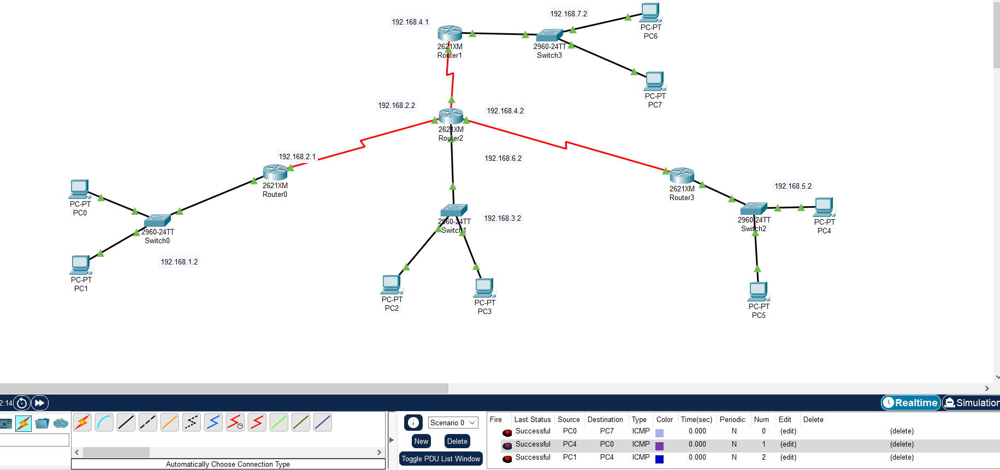 192.168.4.1
192.168.7.2
PC-PT
PC6
2621XM
Router1
2960-24TT
Switch3
PC-PT
PC7
192.168.2.2
192.168.4.2
2621XM
Router2
192.168.2.1
192.168.6.2
2621XM
Router0
2621XM
Router3
192.168.5.2
PC-PT
PC0
2960-24TT
Switch0
192.168.1.2
PC-PT
PC1
2960-24TT
Switch1
192.168.3.2
2960-24TT
Switch2
PC-PT
PC4
PC-PT
PC2
PC-PT
PC3
PC-PT
PC5
2:14
Realtime
Simulation
Scenario 0
New
Delete
Toggle PDU List Window
Automatically Choose Connection Type
Fire Last Status Source Destination Type Color Time(sec) Periodic Num Edit Delete
Successful PC0 PC7 ICMP 0.000 N 0 (edit) (delete)
Successful PC4 PC0 ICMP 0.000 N 1 (edit) (delete)
Successful PC1 PC4 ICMP 0.000 N 2 (edit) (delete)